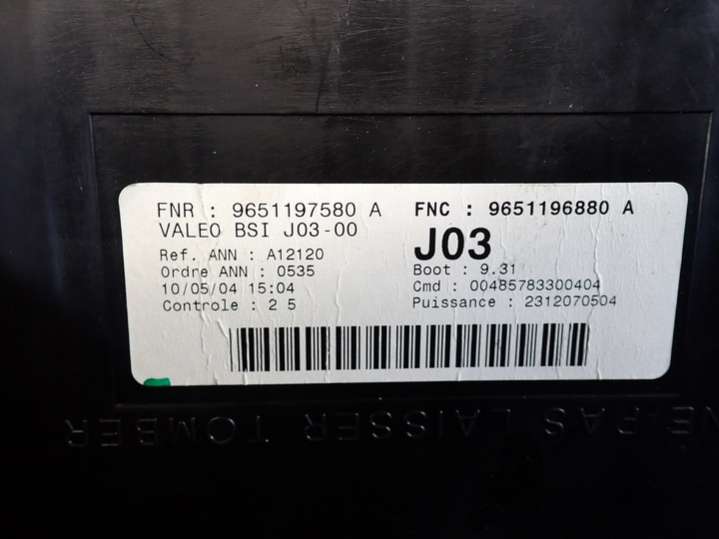 FNR : 9651197580 A
VALEO BSI J03-00
Ref. ANN : A12120
Ordre ANN : 0535
10/05/04 15:04
Controle : 2 5
FNC : 9651196880 A
J03
Boot : 9.31
Cmd : 00485783300404
Puissance : 2312070504
NE PAS LAISSER TOMBER